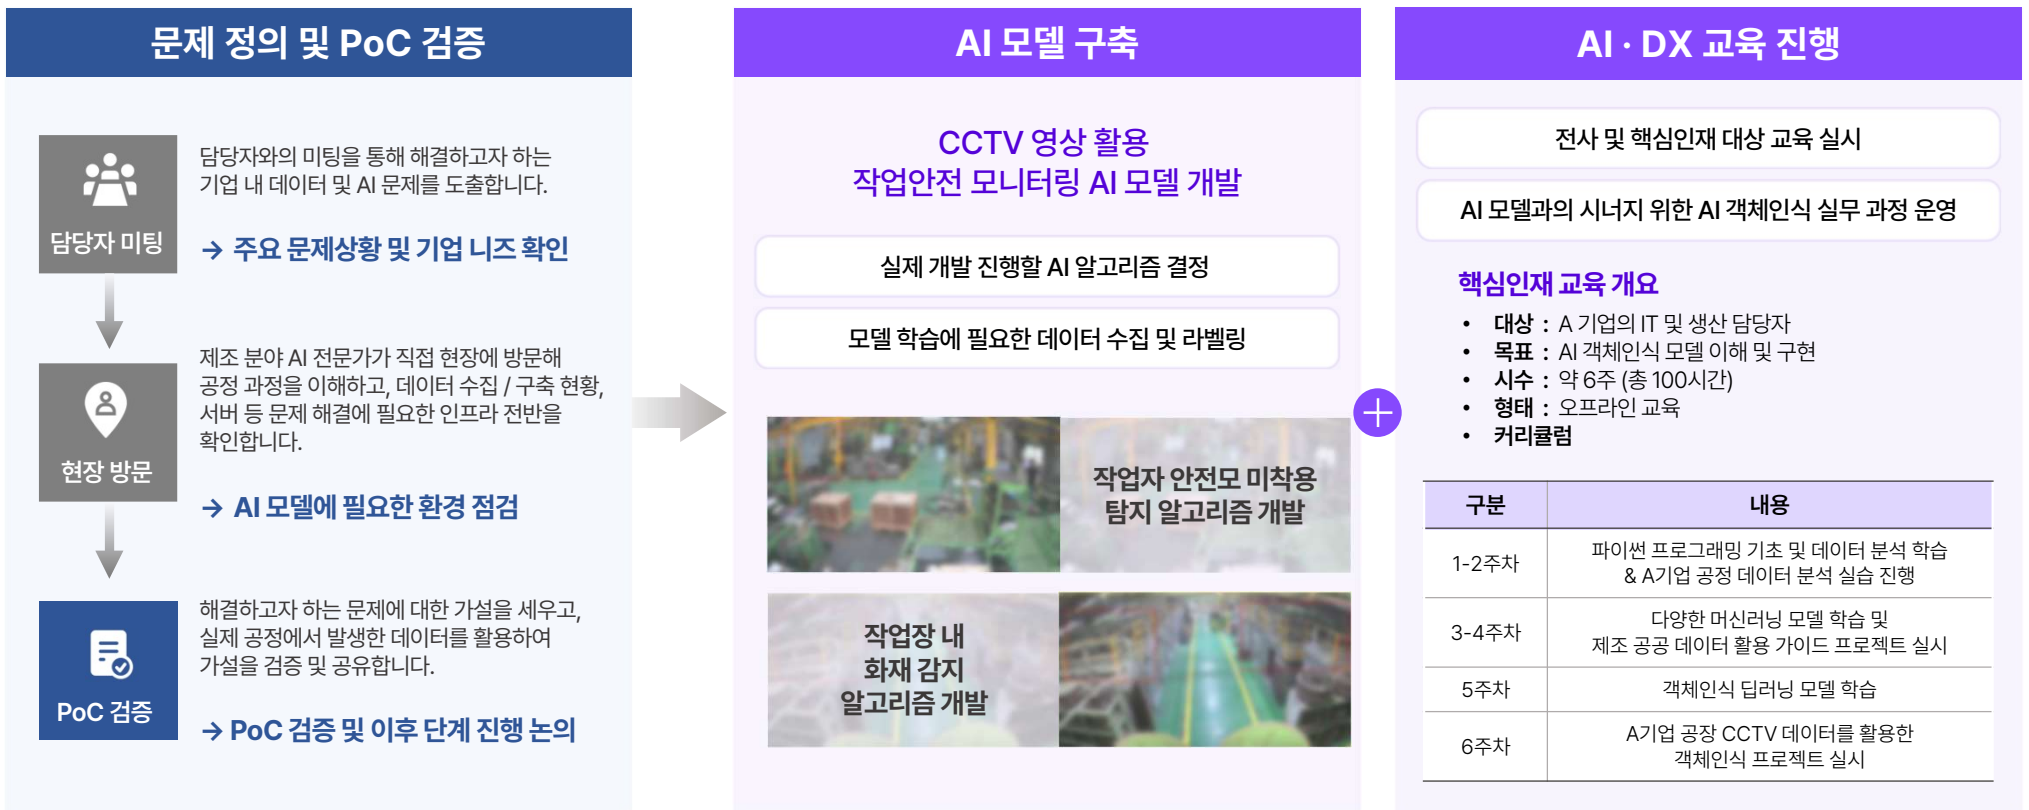 문제 정의 및 PoC 검증
담당자 미팅
담당자와의 미팅을 통해 해결하고자 하는
기업 내 데이터 및 AI 문제를 도출합니다.
→ 주요 문제상황 및 기업 니즈 확인
현장 방문
제조 분야 AI 전문가가 직접 현장에 방문해
공정 과정을 이해하고, 데이터 수집 / 구축 현황,
서버 등 문제 해결에 필요한 인프라 전반을
확인합니다.
→ AI 모델에 필요한 환경 점검
PoC 검증
해결하고자 하는 문제에 대한 가설을 세우고,
실제 공정에서 발생한 데이터를 활용하여
가설을 검증 및 공유합니다.
→ PoC 검증 및 이후 단계 진행 논의
AI 모델 구축
CCTV 영상 활용
작업안전 모니터링 AI 모델 개발
실제 개발 진행할 AI 알고리즘 결정
모델 학습에 필요한 데이터 수집 및 라벨링
작업자 안전모 미착용
탐지 알고리즘 개발
작업장 내
화재 감지
알고리즘 개발
AI · DX 교육 진행
전사 및 핵심인재 대상 교육 실시
AI 모델과의 시너지 위한 AI 객체인식 실무 과정 운영
핵심인재 교육 개요
• 대상 : A 기업의 IT 및 생산 담당자
• 목표 : AI 객체인식 모델 이해 및 구현
• 시수 : 약 6주 (총 100시간)
• 형태 : 오프라인 교육
• 커리큘럼
구분 내용
1-2주차 파이썬 프로그래밍 기초 및 데이터 분석 학습
& A기업 공정 데이터 분석 실습 진행
3-4주차 다양한 머신러닝 모델 학습 및
제조 공공 데이터 활용 가이드 프로젝트 실시
5주차 객체인식 딥러닝 모델 학습
6주차 A기업 공장 CCTV 데이터를 활용한
객체인식 프로젝트 실시